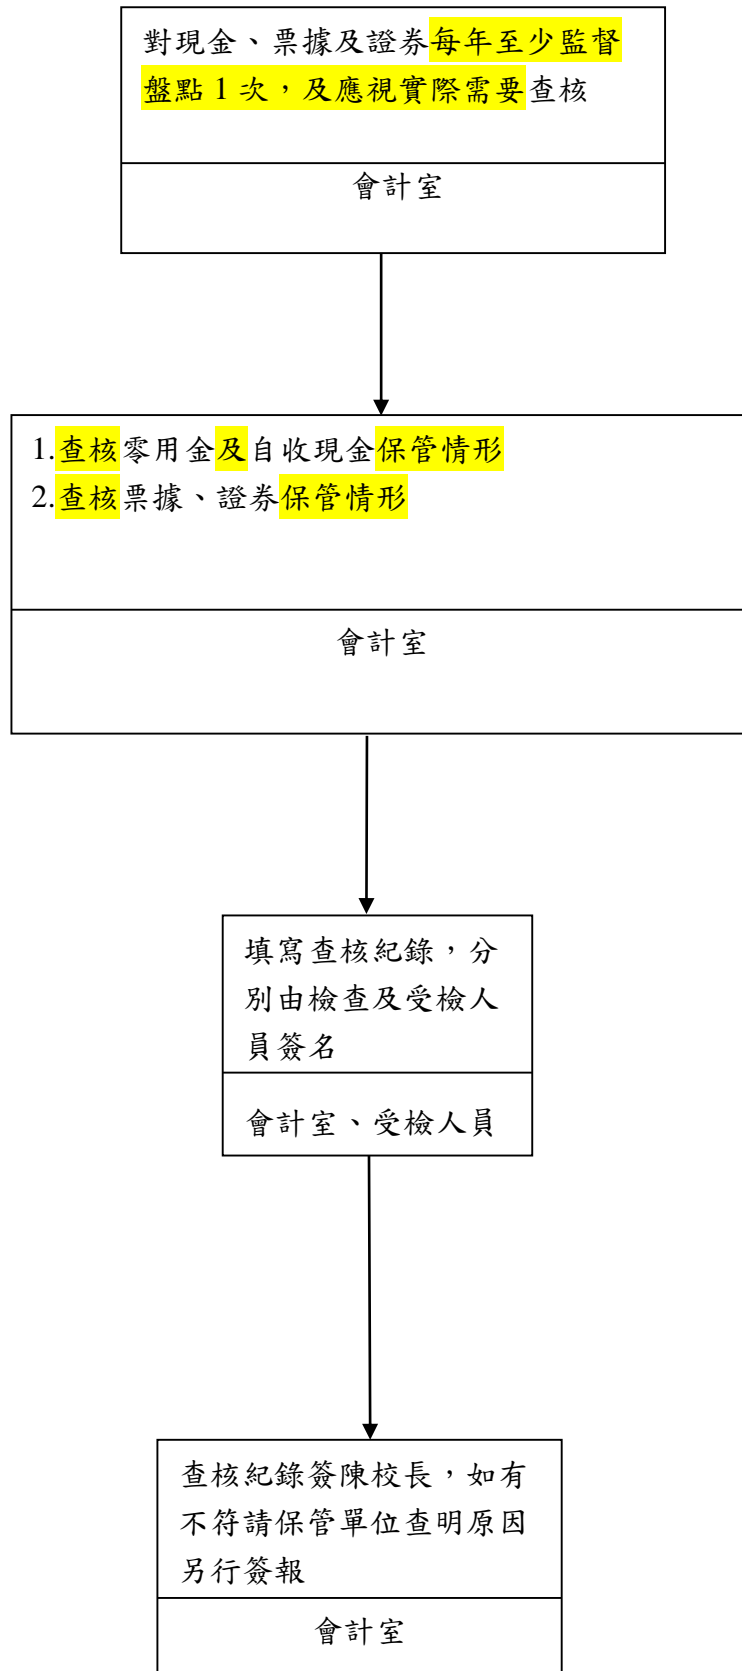 對現金、票據及證券每年至少監督
盤點 1 次，及應視實際需要查核
會計室
1.查核零用金及自收現金保管情形
2.查核票據、證券保管情形
會計室
填寫查核紀錄，分
別由檢查及受檢人
員簽名
會計室、受檢人員
查核紀錄簽陳校長，如有
不符請保管單位查明原因
另行簽報
會計室